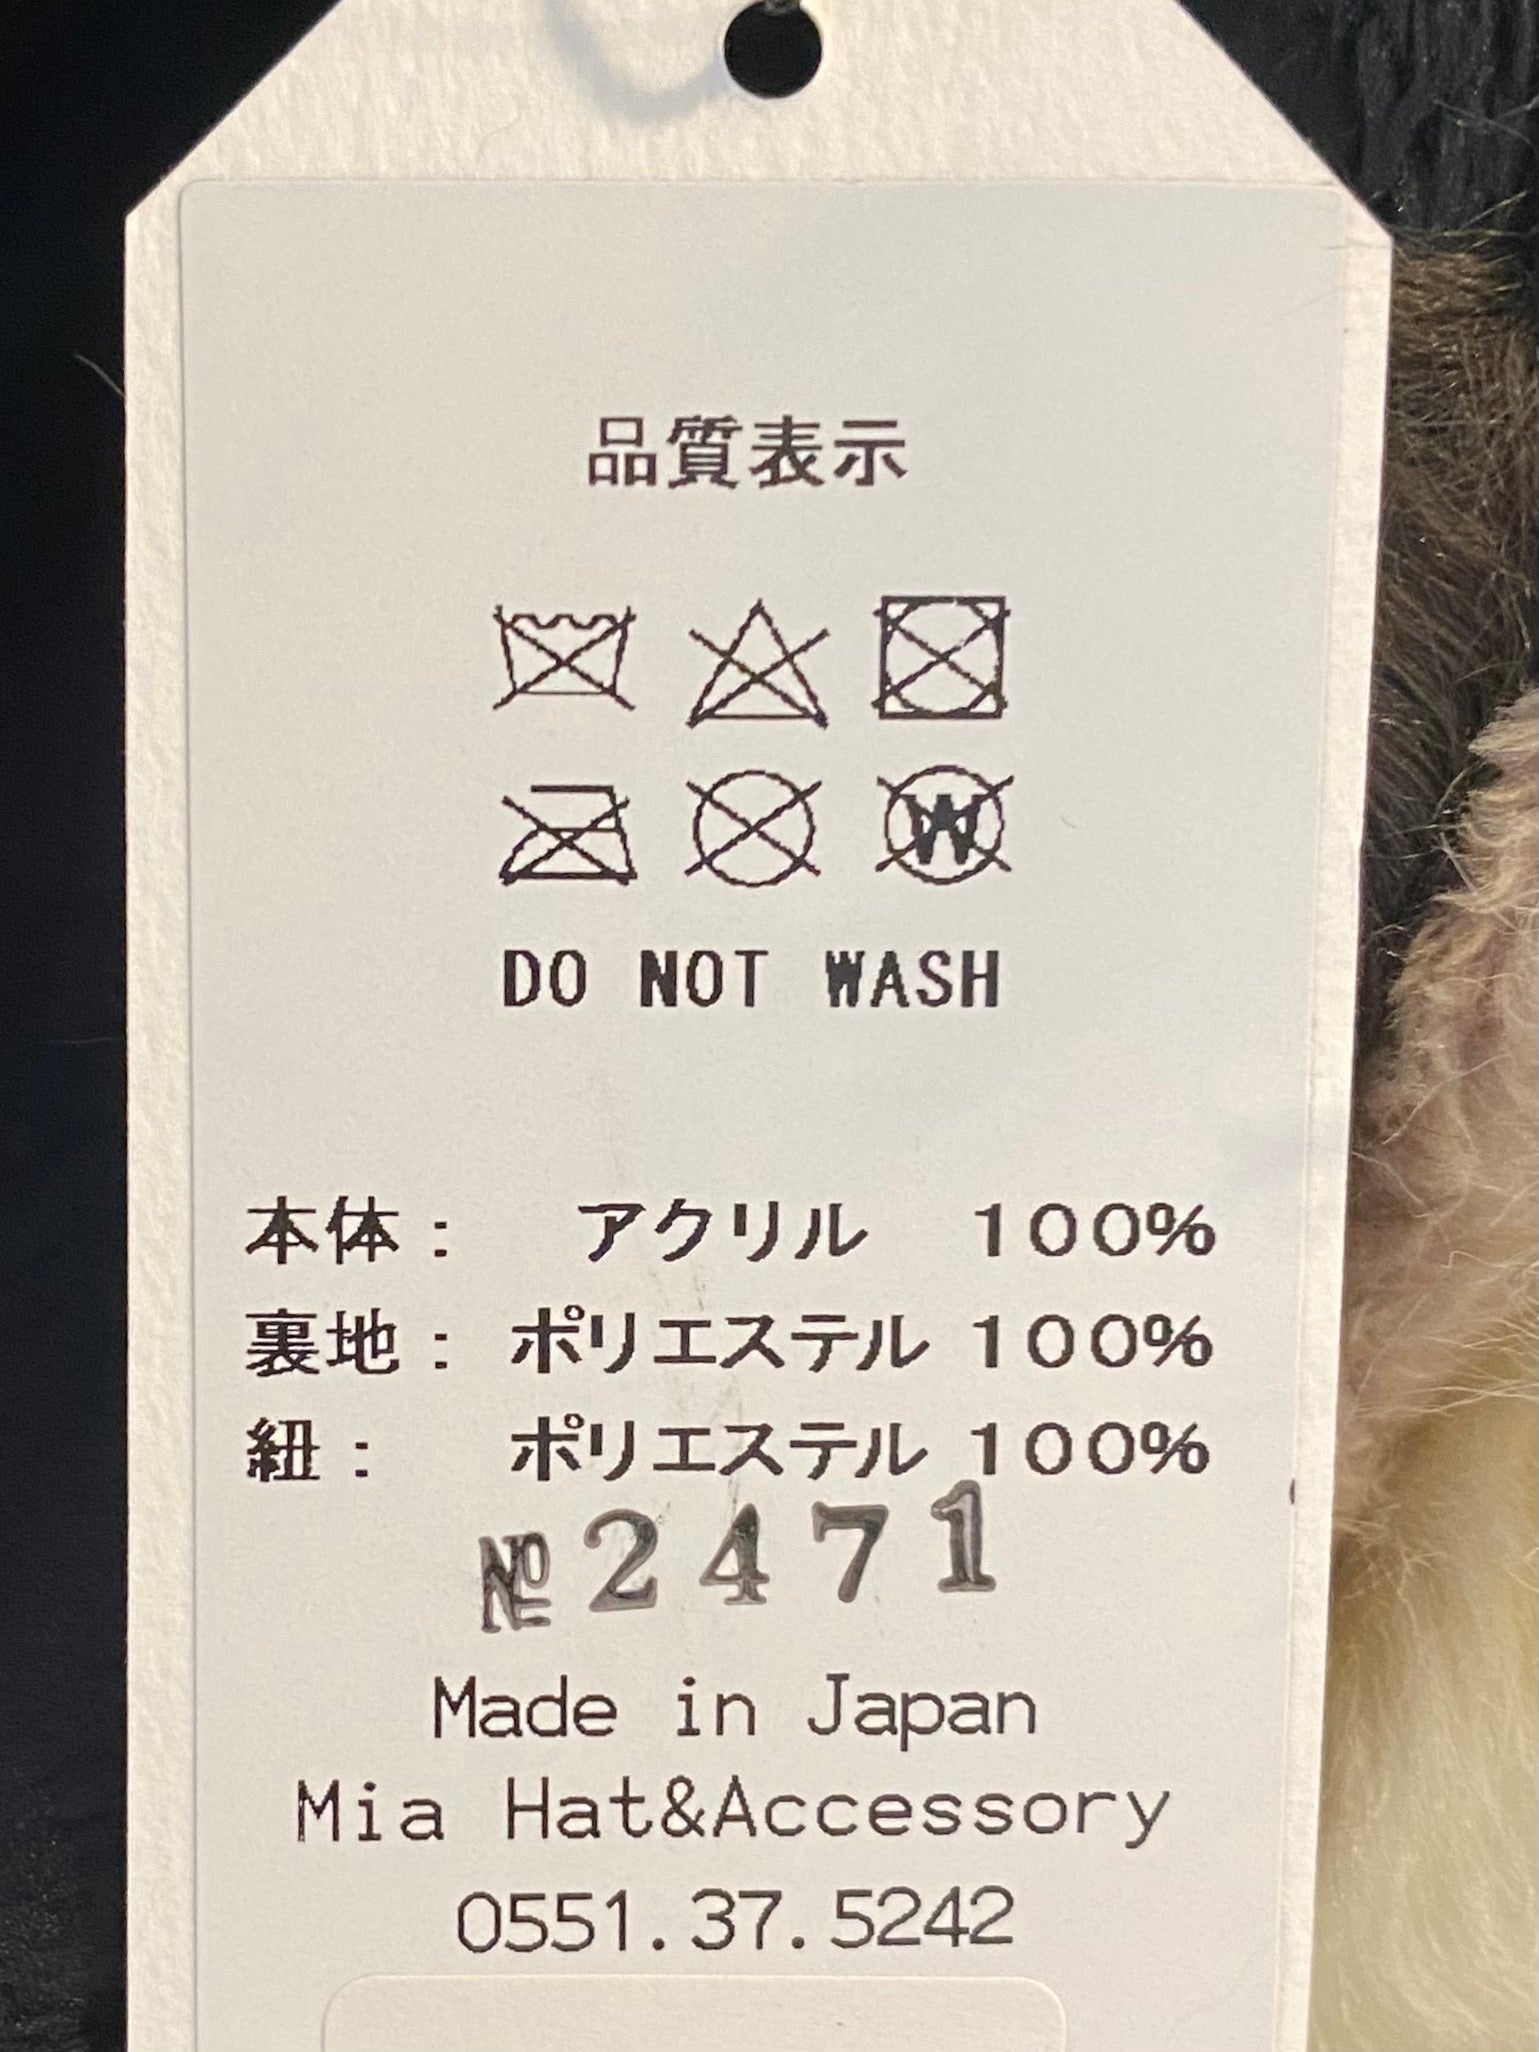 品質表示
W
DO NOT WASH
本体： アクリル 100%
裏地：ポリエステル 100%
紐： ポリエステル 100%
№ 2471
Made in Japan
Mia Hat&Accessory
0551.37.5242